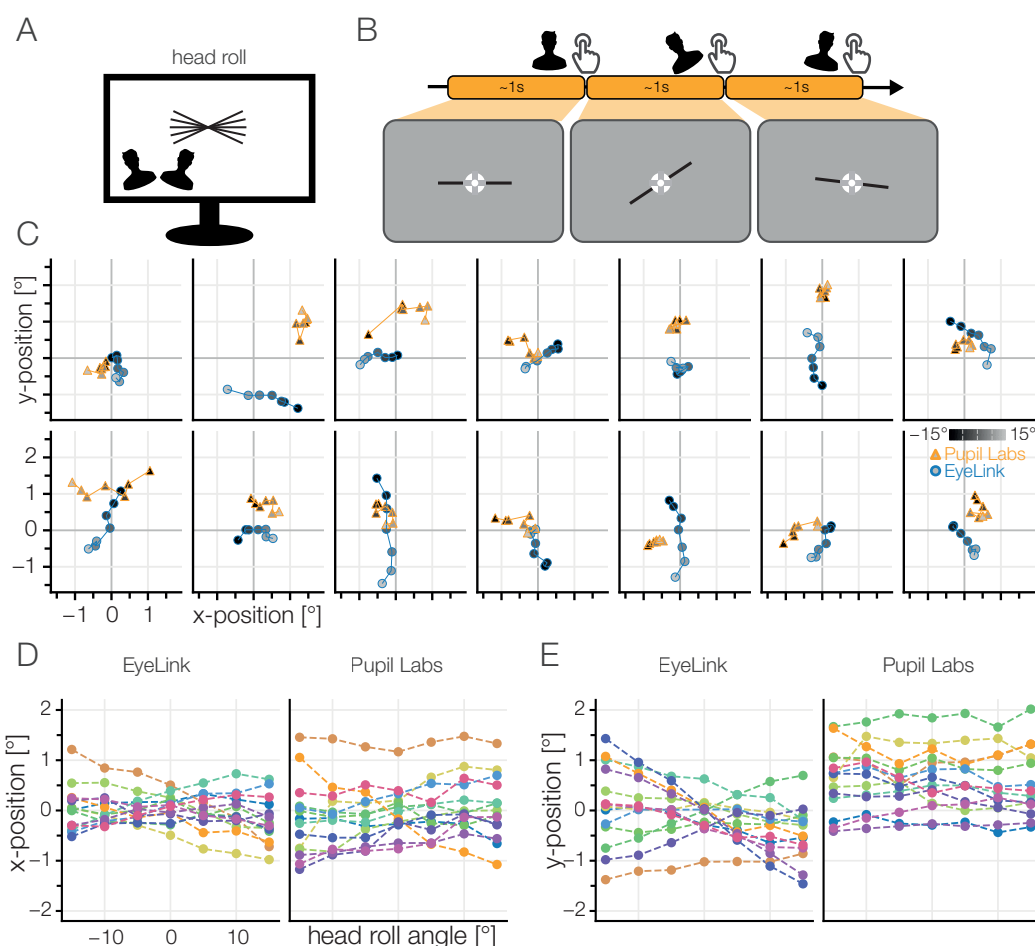 A
head roll
B
~1s
~1s
~1s
C
y-position [°]
−15°
15°
Pupil Labs
EyeLink
2
1
0
−1
−1
0
1
x-position [°]
D
EyeLink
Pupil Labs
x-position [°]
2
1
0
−1
−2
−10
0
10
head roll angle [°]
E
EyeLink
Pupil Labs
y-position [°]
2
1
0
−1
−2